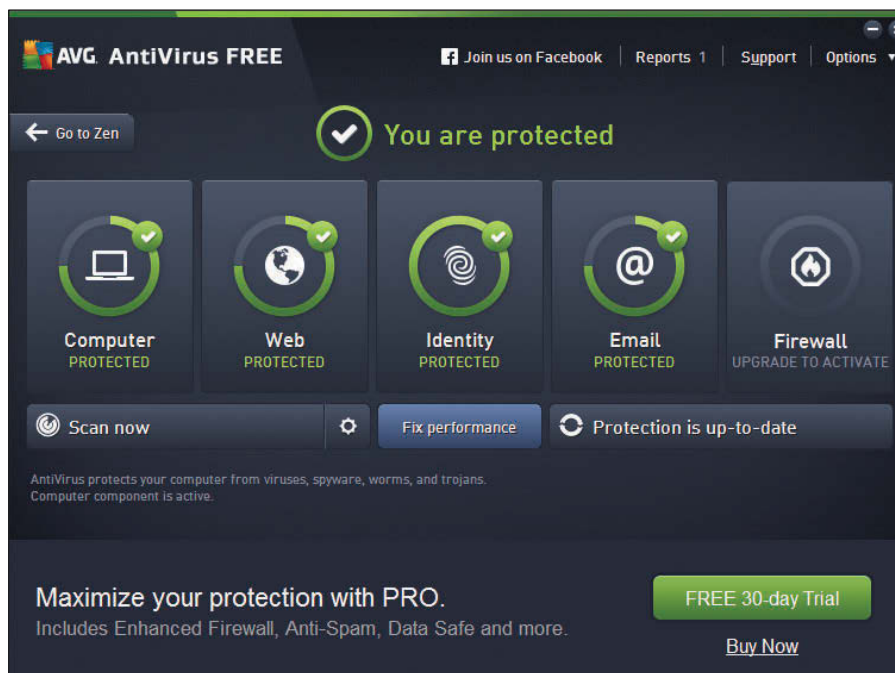 AVG. AntiVirus FREE
Join us on Facebook
Reports 1
Support
Options
Go to Zen
You are protected
Computer
PROTECTED
Web
PROTECTED
Identity
PROTECTED
@
Email
PROTECTED
Firewall
UPGRADE TO ACTIVATE
Scan now
Fix performance
Protection is up-to-date
AntiVirus protects your computer from viruses, spyware, worms, and trojans.
Computer component is active.
Maximize your protection with PRO.
Includes Enhanced Firewall, Anti-Spam, Data Safe and more.
FREE 30-day Trial
Buy Now